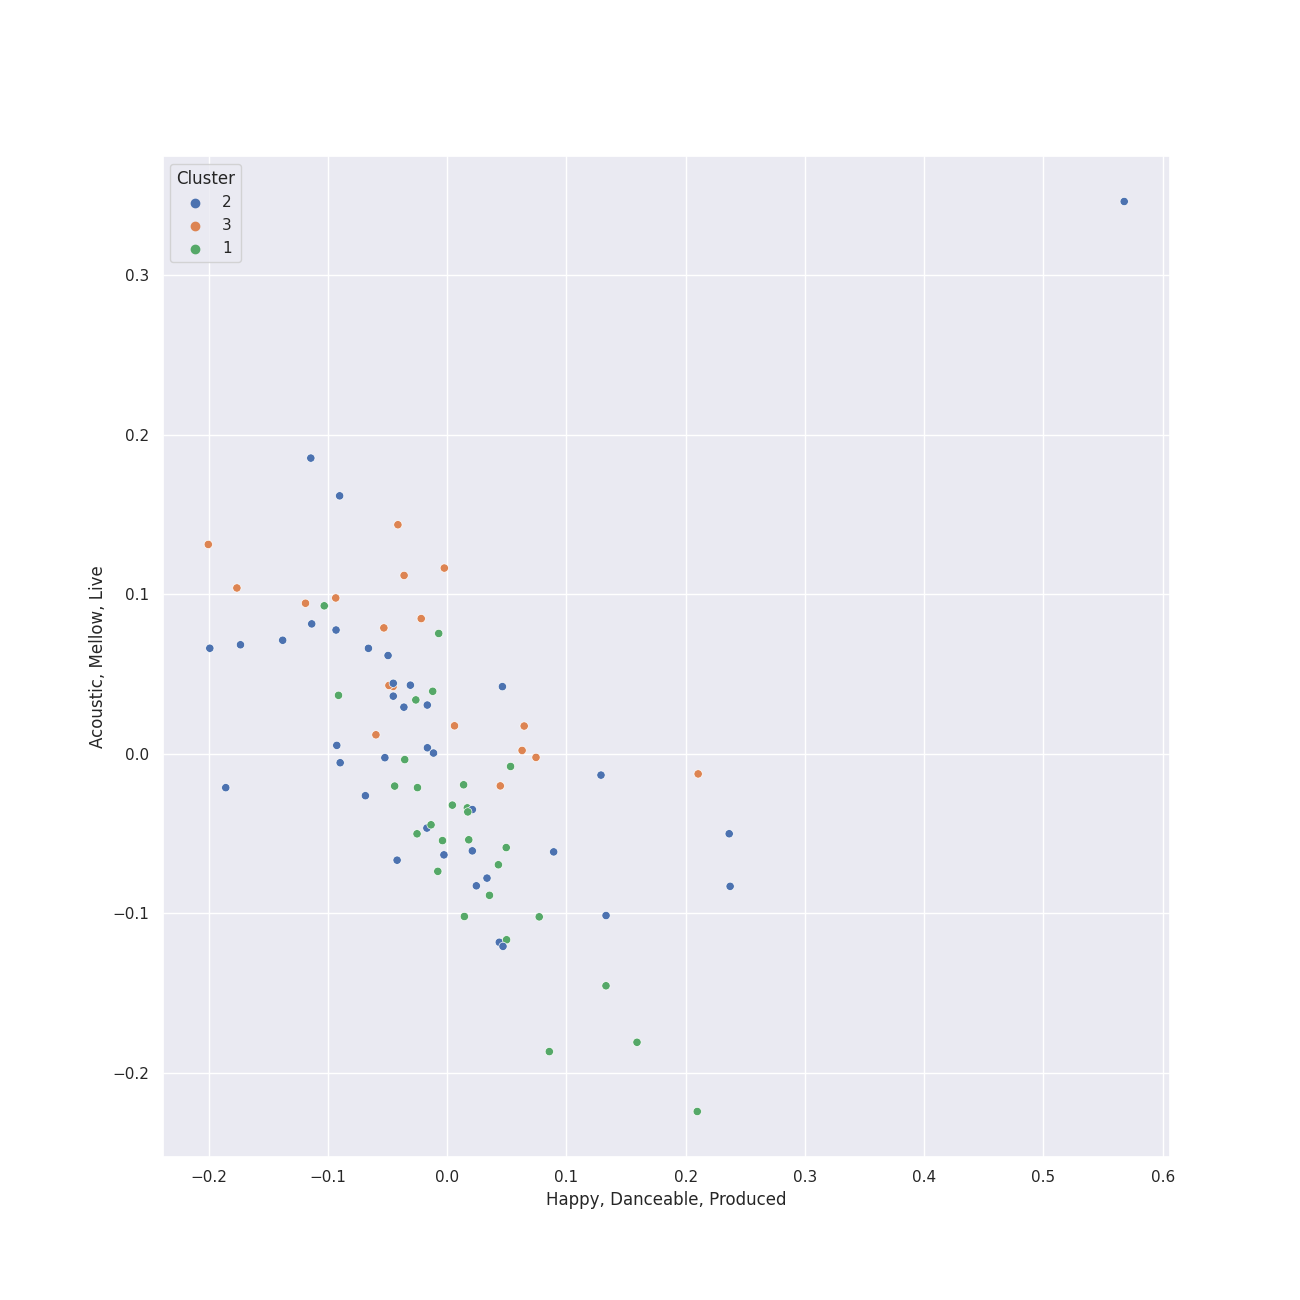 Cluster
2
3
1
0.3
0.2
0.1
0.0
−0.1
−0.2
Acoustic, Mellow, Live
−0.2 −0.1 0.0 0.1 0.2 0.3 0.4 0.5 0.6
Happy, Danceable, Produced